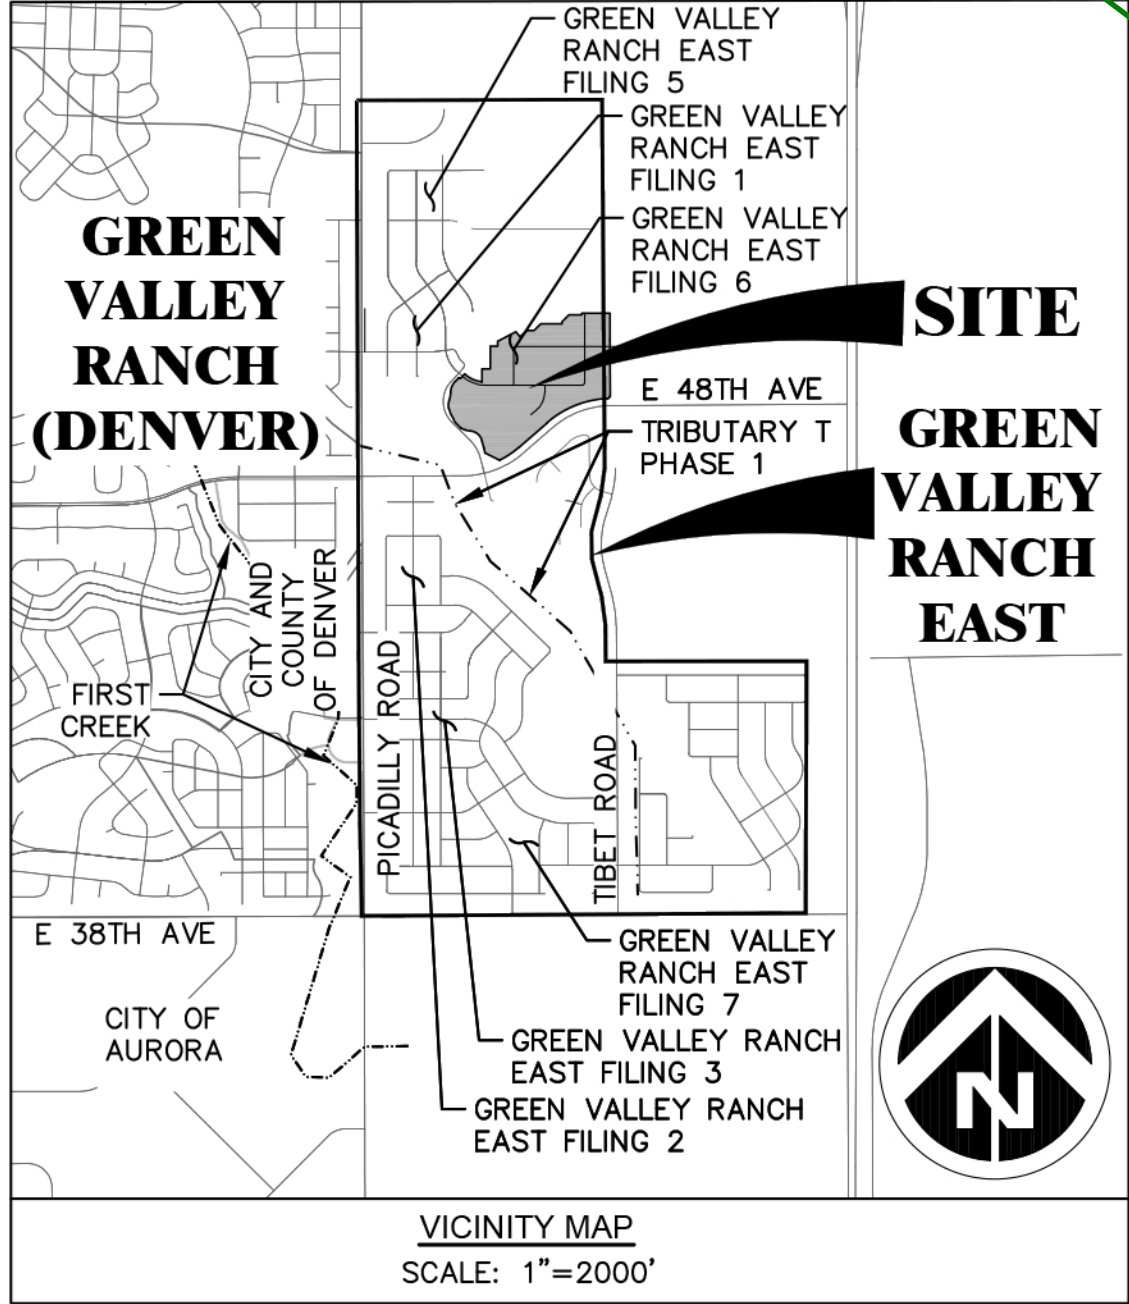 GREEN VALLEY
RANCH EAST
FILING 5
GREEN VALLEY
RANCH EAST
FILING 1
GREEN VALLEY
RANCH EAST
FILING 6
GREEN
VALLEY
RANCH
(DENVER)
SITE
E 48TH AVE
TRIBUTARY T
PHASE 1
GREEN
VALLEY
RANCH
EAST
CITY AND
COUNTY
OF DENVER
FIRST
CREEK
PICADILLY ROAD
TIBET ROAD
E 38TH AVE
GREEN VALLEY
RANCH EAST
FILING 7
CITY OF
AURORA
GREEN VALLEY RANCH
EAST FILING 3
GREEN VALLEY RANCH
EAST FILING 2
N
VICINITY MAP
SCALE: 1"=2000'